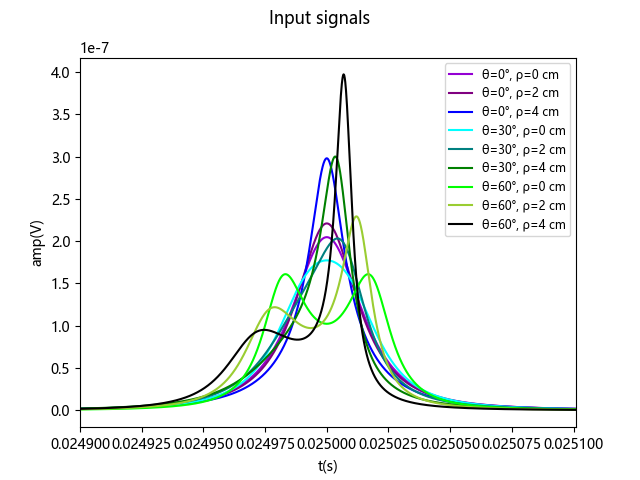 Input signals
1e-7
4.0
3.5
3.0
2.5
2.0
1.5
1.0
0.5
0.0
amp(V)
θ=0°, ρ=0 cm
θ=0°, ρ=2 cm
θ=0°, ρ=4 cm
θ=30°, ρ=0 cm
θ=30°, ρ=2 cm
θ=30°, ρ=4 cm
θ=60°, ρ=0 cm
θ=60°, ρ=2 cm
θ=60°, ρ=4 cm
0.024900 0.024925 0.024950 0.024975 0.025000 0.025025 0.025050 0.025075 0.025100
t(s)